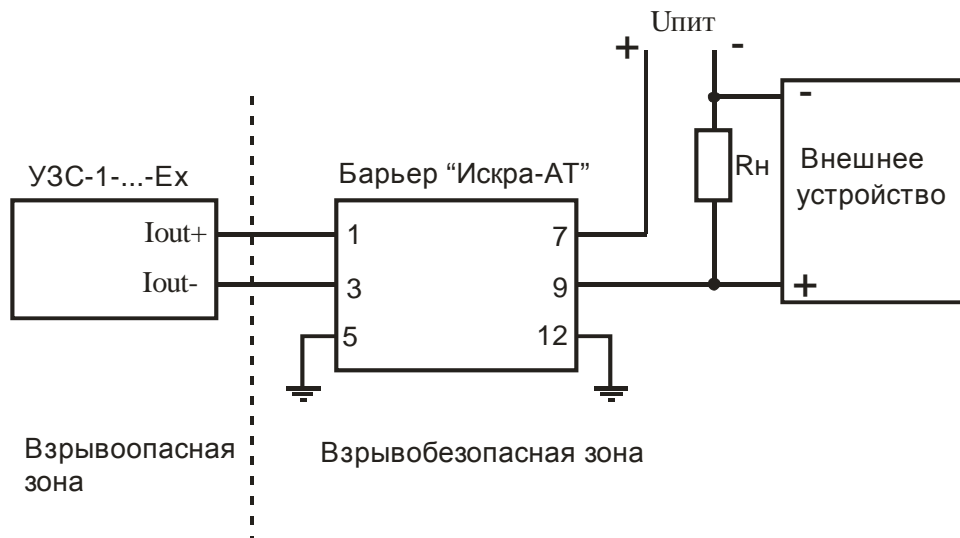 Uпит
+
-
УЗС-1-...-Ex
Барьер “Искра-АТ”
Iout+
Iout-
1
3
5
7
9
12
Rн
-
Внешнее
устройство
+
Взрывоопасная
зона
Взрывобезопасная зона